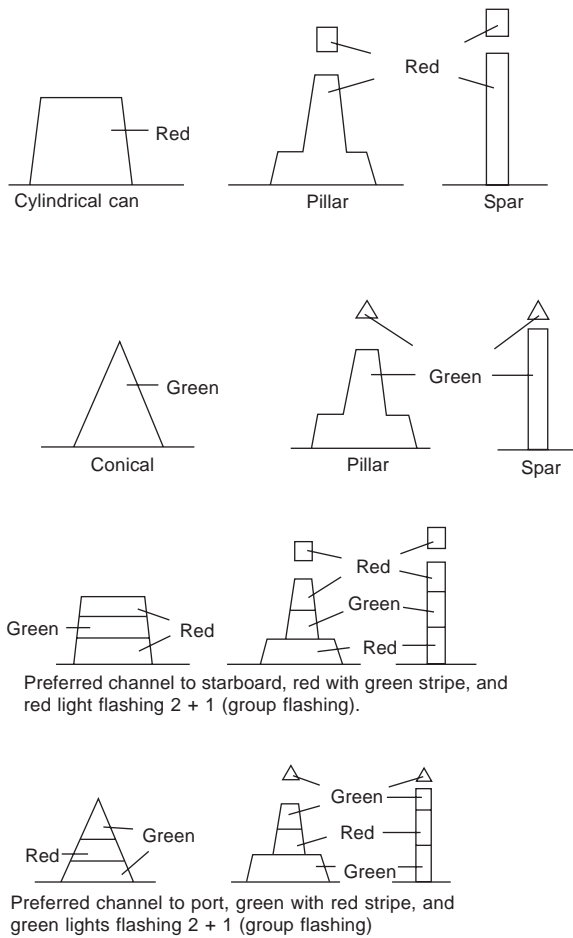 Red
Red
Cylindrical can
Pillar
Spar
Green
Green
Conical
Pillar
Spar
Red
Green
Green
Red
Red
Preferred channel to starboard, red with green stripe, and
red light flashing 2 + 1 (group flashing).
Green
Green
Red
Red
Green
Preferred channel to port, green with red stripe, and
green lights flashing 2 + 1 (group flashing)